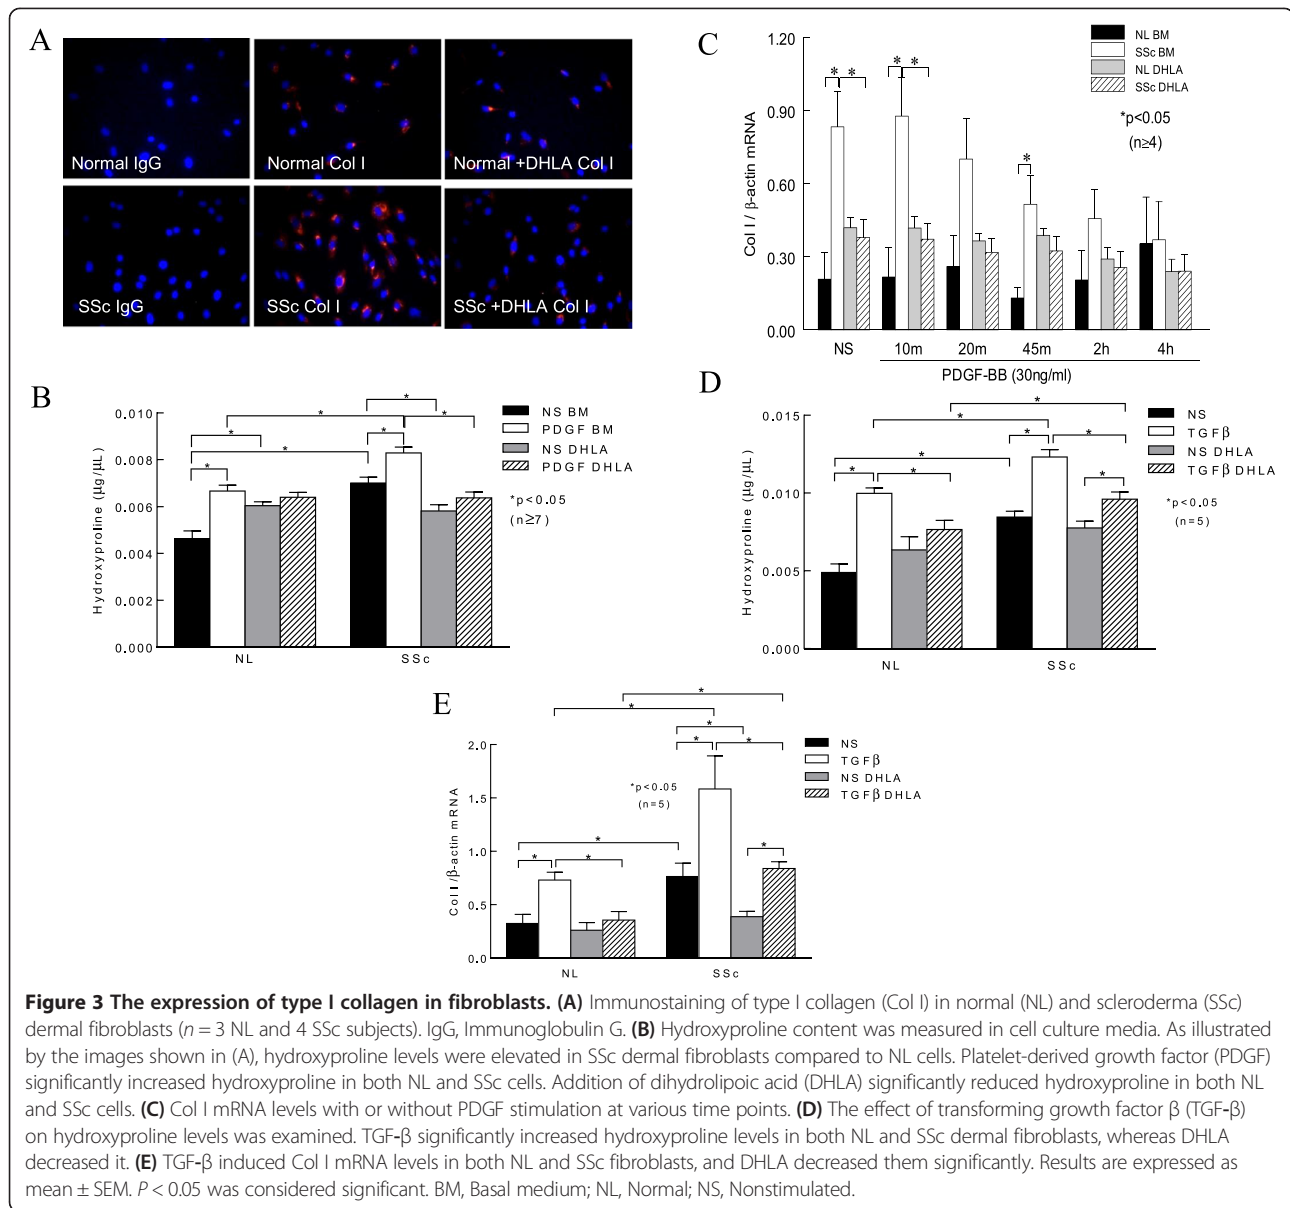 A
Normal IgG
Normal Col I
Normal +DHLA Col I
SSc IgG
SSc Col I
SSc +DHLA Col I
C
1.20
0.90
0.60
0.30
0.00
Col I / β-actin mRNA
* *
* *
*
NL BM
SSc BM
NL DHLA
SSc DHLA
*p<0.05
(n≥4)
NS 10m 20m 45m 2h 4h
PDGF-BB (30ng/ml)
B
0.010
0.008
0.006
0.004
0.002
0.000
Hydroxyproline (µg/µL)
*
*
*
*
*
*
*
*
NS BM
PDGF BM
NS DHLA
PDGF DHLA
*p<0.05
(n≥7)
NL SSc
D
0.015
0.010
0.005
0.000
Hydroxyproline (µg/µL)
*
*
*
*
*
*
*
*
NS
TGFβ
NS DHLA
TGFβ DHLA
*p<0.05
(n=5)
NL SSc
E
2.0
1.5
1.0
0.5
0.0
Col I/β-actin mRNA
*
*
*
*
*
*
*
*
*
*p<0.05
(n=5)
NS
TGFβ
NS DHLA
TGFβ DHLA
NL SSc
Figure 3 The expression of type I collagen in fibroblasts. (A) Immunostaining of type I collagen (Col I) in normal (NL) and scleroderma (SSc)
dermal fibroblasts (n = 3 NL and 4 SSc subjects). IgG, Immunoglobulin G. (B) Hydroxyproline content was measured in cell culture media. As illustrated
by the images shown in (A), hydroxyproline levels were elevated in SSc dermal fibroblasts compared to NL cells. Platelet-derived growth factor (PDGF)
significantly increased hydroxyproline in both NL and SSc cells. Addition of dihydrolipoic acid (DHLA) significantly reduced hydroxyproline in both NL
and SSc cells. (C) Col I mRNA levels with or without PDGF stimulation at various time points. (D) The effect of transforming growth factor β (TGF-β)
on hydroxyproline levels was examined. TGF-β significantly increased hydroxyproline levels in both NL and SSc dermal fibroblasts, whereas DHLA
decreased it. (E) TGF-β induced Col I mRNA levels in both NL and SSc fibroblasts, and DHLA decreased them significantly. Results are expressed as
mean ± SEM. P < 0.05 was considered significant. BM, Basal medium; NL, Normal; NS, Nonstimulated.